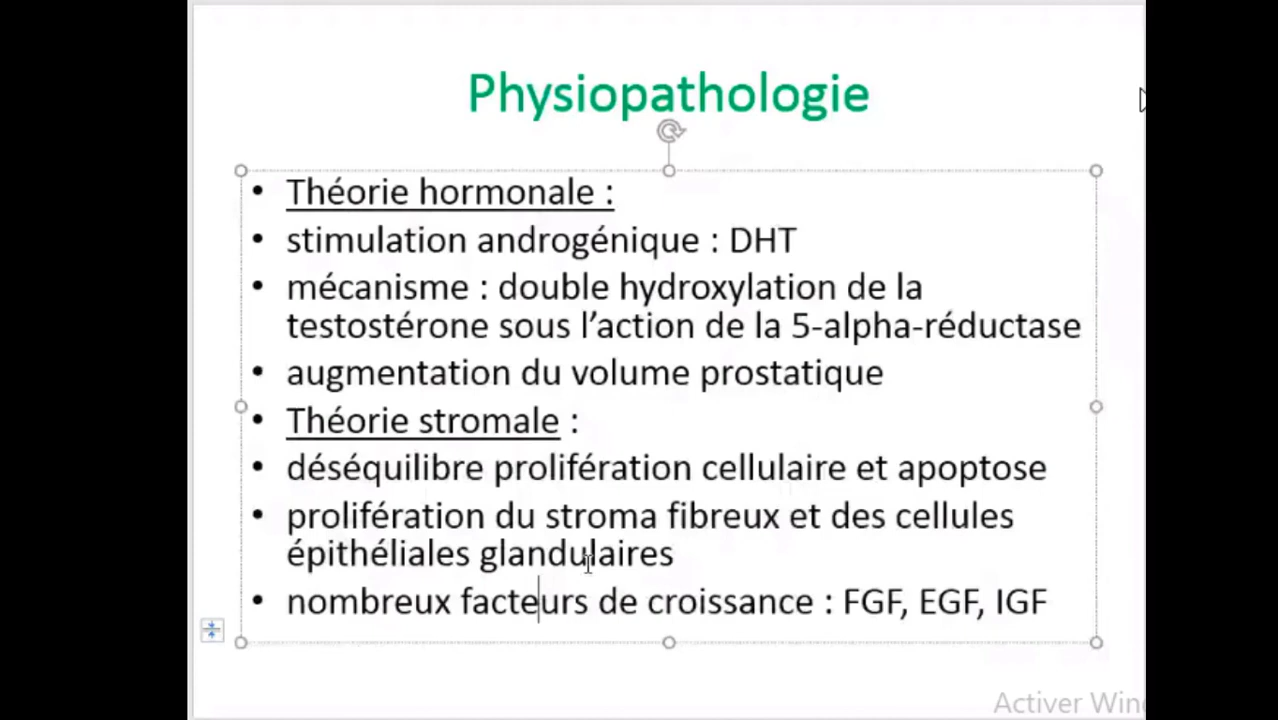 Physiopathologie
• Théorie hormonale :
• stimulation androgénique : DHT
• mécanisme : double hydroxylation de la
testostérone sous l’action de la 5-alpha-réductase
• augmentation du volume prostatique
• Théorie stromale :
• déséquilibre prolifération cellulaire et apoptose
• prolifération du stroma fibreux et des cellules
épithéliales glandulaires
• nombreux facteurs de croissance : FGF, EGF, IGF
Activer Win